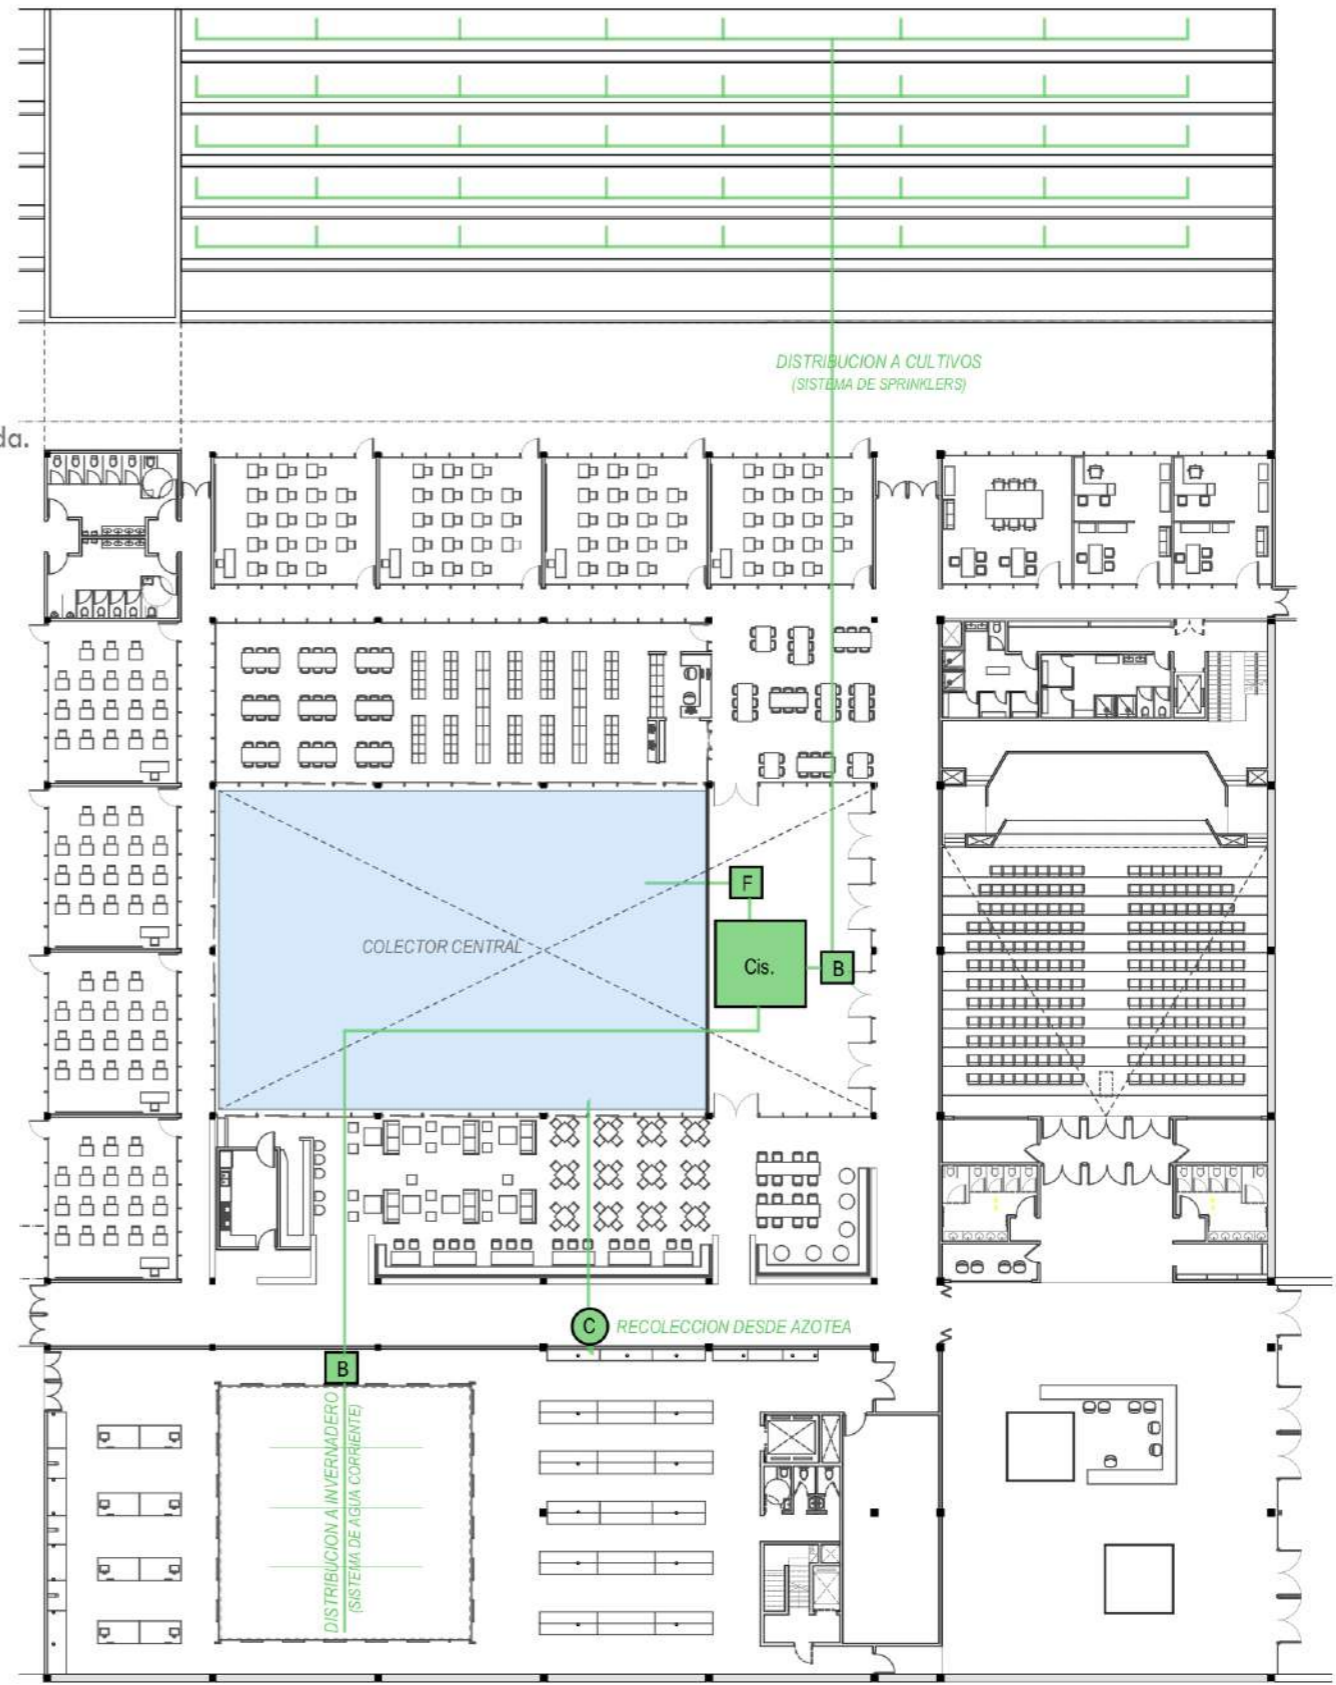 DISTRIBUCION A CULTIVOS
(SISTEMA DE SPRINKLERS)
da.
F
COLECTOR CENTRAL
Cis.
B
C
RECOLECCION DESDE AZOTEA
B
DISTRIBUCION A INVERNADERO
(SISTEMA DE AGUA CORRIENTE)